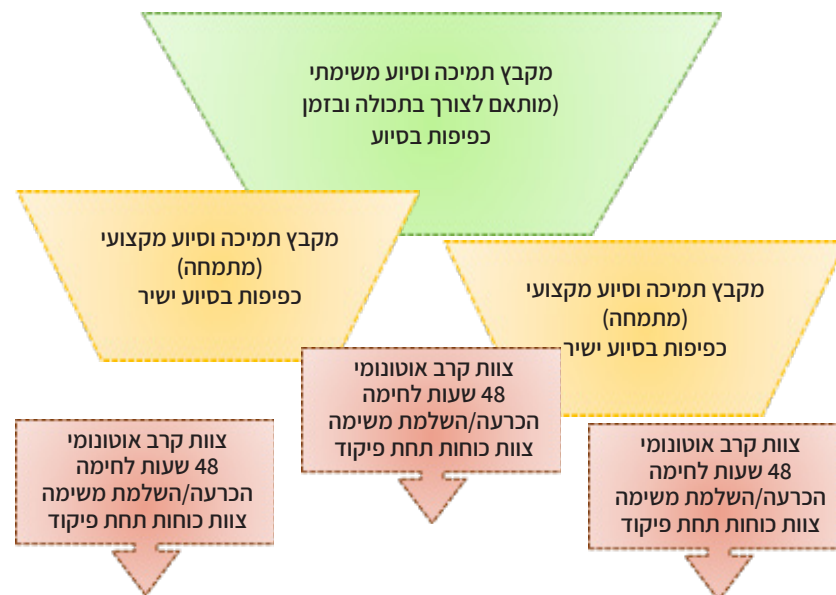 מקבץ תמיכה וסיוע משימתי
(מותאם לצורך בתכולה ובזמן
כפיפות בסיוע
מקבץ תמיכה וסיוע מקצועי
(מתמחה)
כפיפות בסיוע ישיר
מקבץ תמיכה וסיוע מקצועי
(מתמחה)
כפיפות בסיוע ישיר
צוות קרב אוטונומי
48 שעות לחימה
הכרעה/השלמת משימה
צוות כוחות תחת פיקוד
צוות קרב אוטונומי
48 שעות לחימה
הכרעה/השלמת משימה
צוות כוחות תחת פיקוד
צוות קרב אוטונומי
48 שעות לחימה
הכרעה/השלמת משימה
צוות כוחות תחת פיקוד